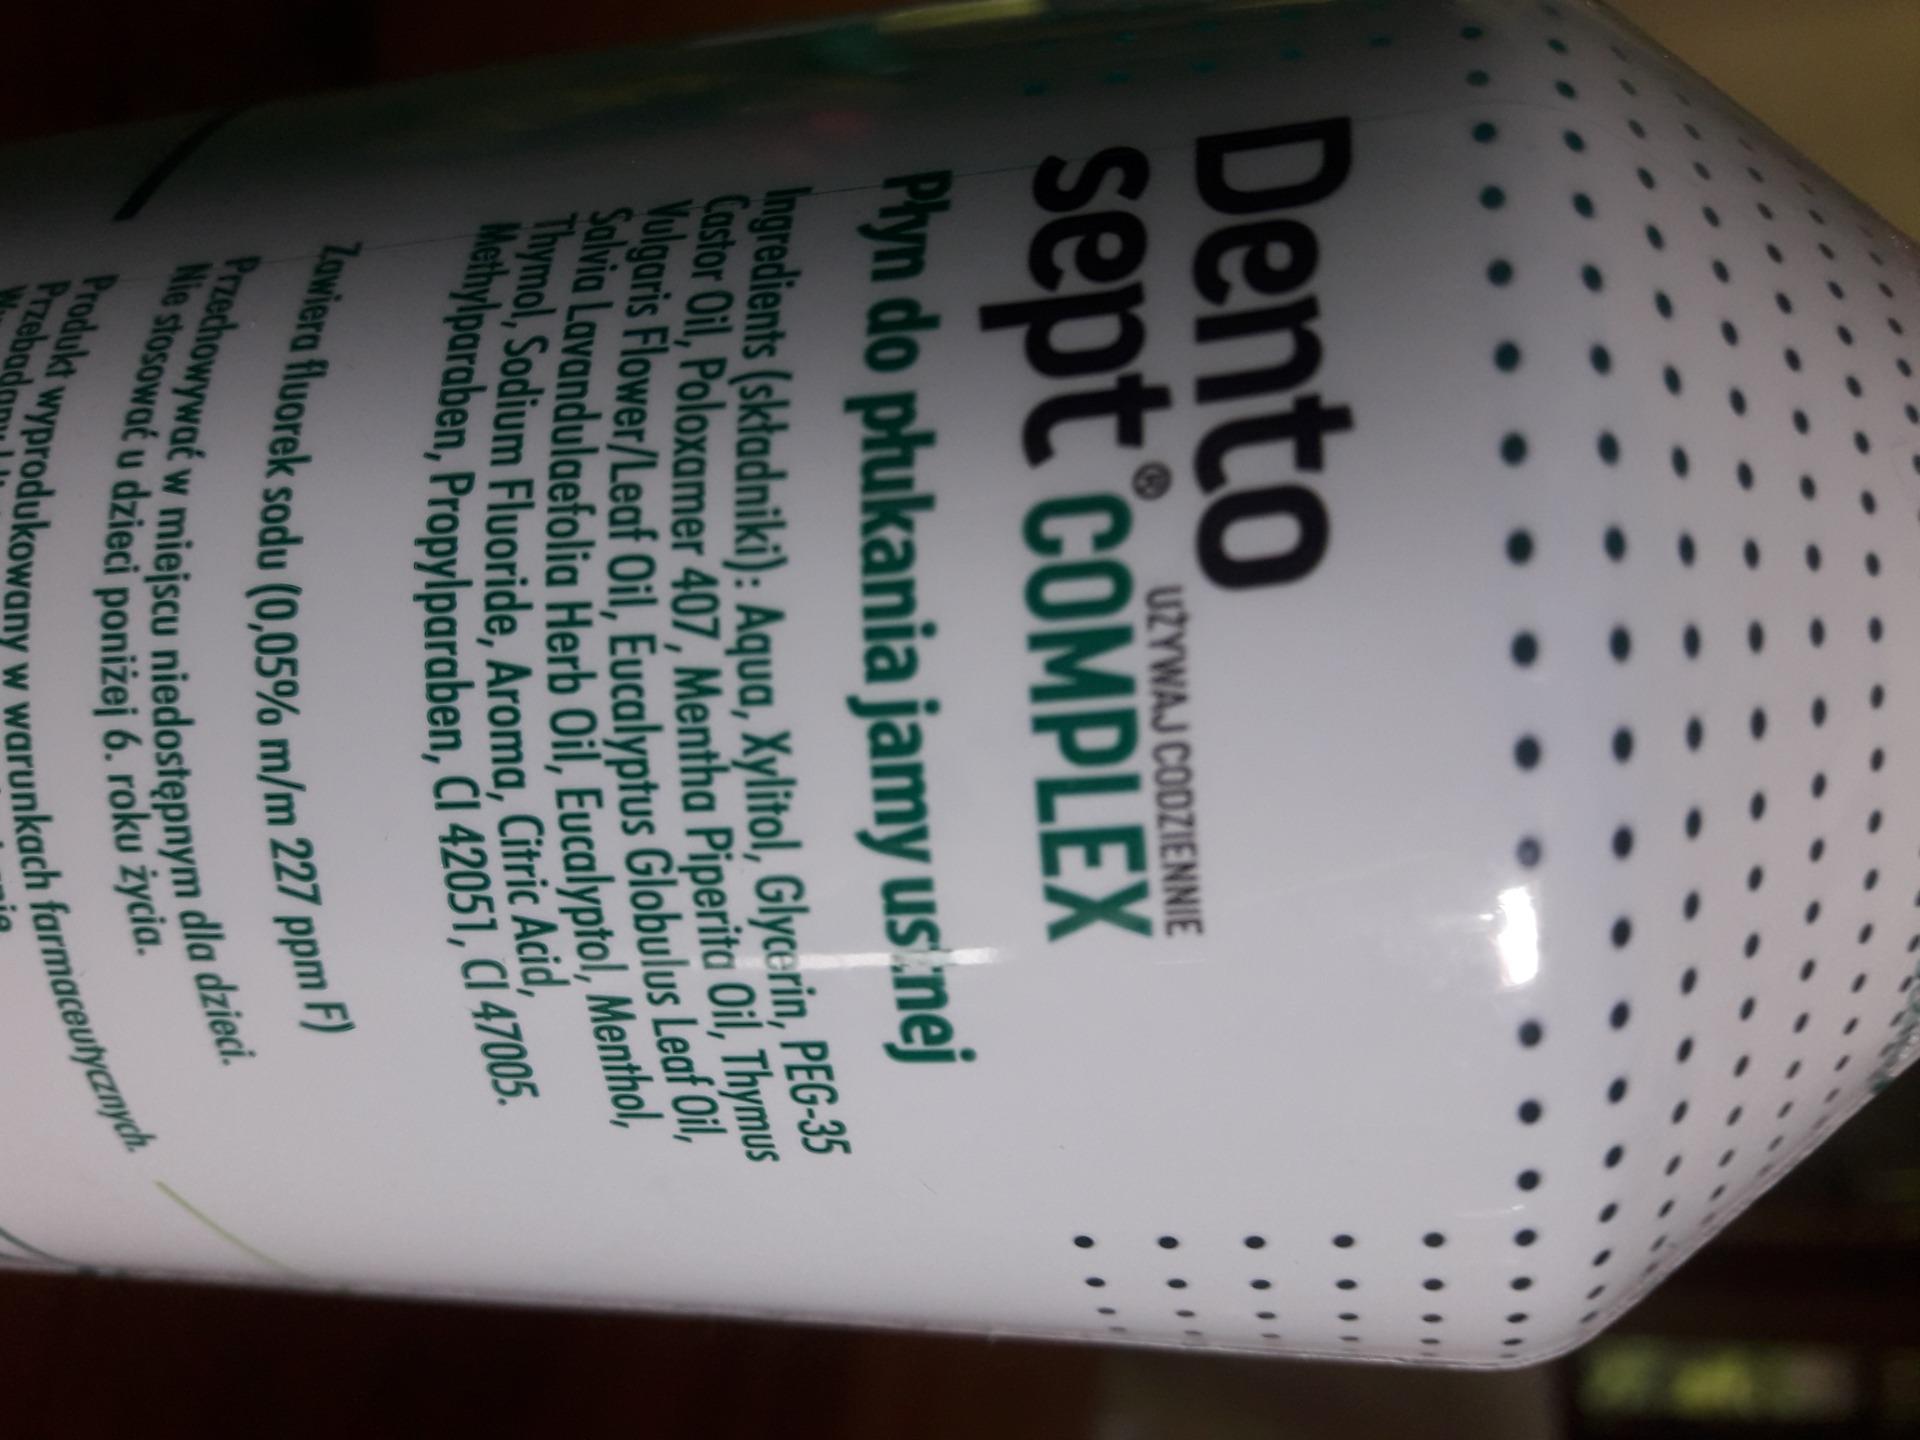 Dento
sept® COMPLEX
UŻYWAJ CODZIENNIE
Płyn do płukania jamy ustnej
Ingredients (składniki): Aqua, Xylitol, Glycerin, PEG-35
Castor Oil, Poloxamer 407, Mentha Piperita Oil, Thymus
Vulgaris Flower/Leaf Oil, Eucalyptus Globulus Leaf Oil,
Salvia Lavandulaefolia Herb Oil, Eucalyptol, Menthol,
Thymol, Sodium Fluoride, Aroma, Citric Acid,
Methylparaben, Propylparaben, CI 42051, CI 47005.
Zawiera fluorek sodu (0,05% m/m 227 ppm F)
Przechowywać w miejscu niedostępnym dla dzieci.
Nie stosować u dzieci poniżej 6. roku życia.
Produkt wyprodukowany w warunkach farmaceutycznych.